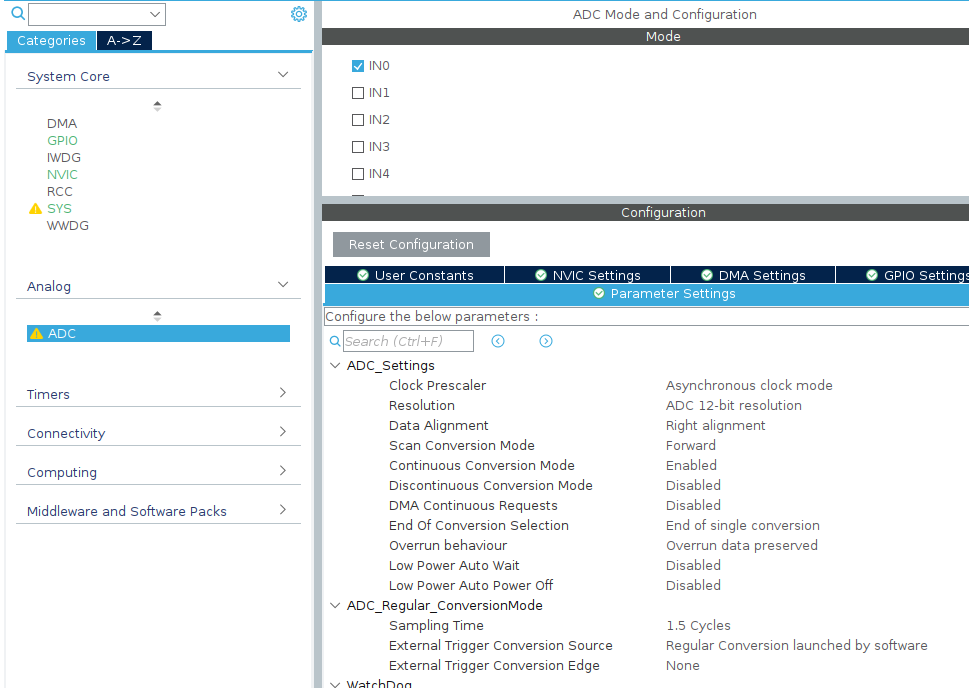 Categories
A->Z
System Core
DMA
GPIO
IWDG
NVIC
RCC
SYS
WWDG
Analog
ADC
Timers
Connectivity
Computing
Middleware and Software Packs
ADC Mode and Configuration
Mode
IN0
IN1
IN2
IN3
IN4
Configuration
Reset Configuration
User Constants
NVIC Settings
DMA Settings
GPIO Settings
Parameter Settings
Configure the below parameters :
Search (Ctrl+F)
ADC_Settings
Clock Prescaler Asynchronous clock mode
Resolution ADC 12-bit resolution
Data Alignment Right alignment
Scan Conversion Mode Forward
Continuous Conversion Mode Enabled
Discontinuous Conversion Mode Disabled
DMA Continuous Requests Disabled
End Of Conversion Selection End of single conversion
Overrun behaviour Overrun data preserved
Low Power Auto Wait Disabled
Low Power Auto Power Off Disabled
ADC_Regular_ConversionMode
Sampling Time 1.5 Cycles
External Trigger Conversion Source Regular Conversion launched by software
External Trigger Conversion Edge None
WatchDog